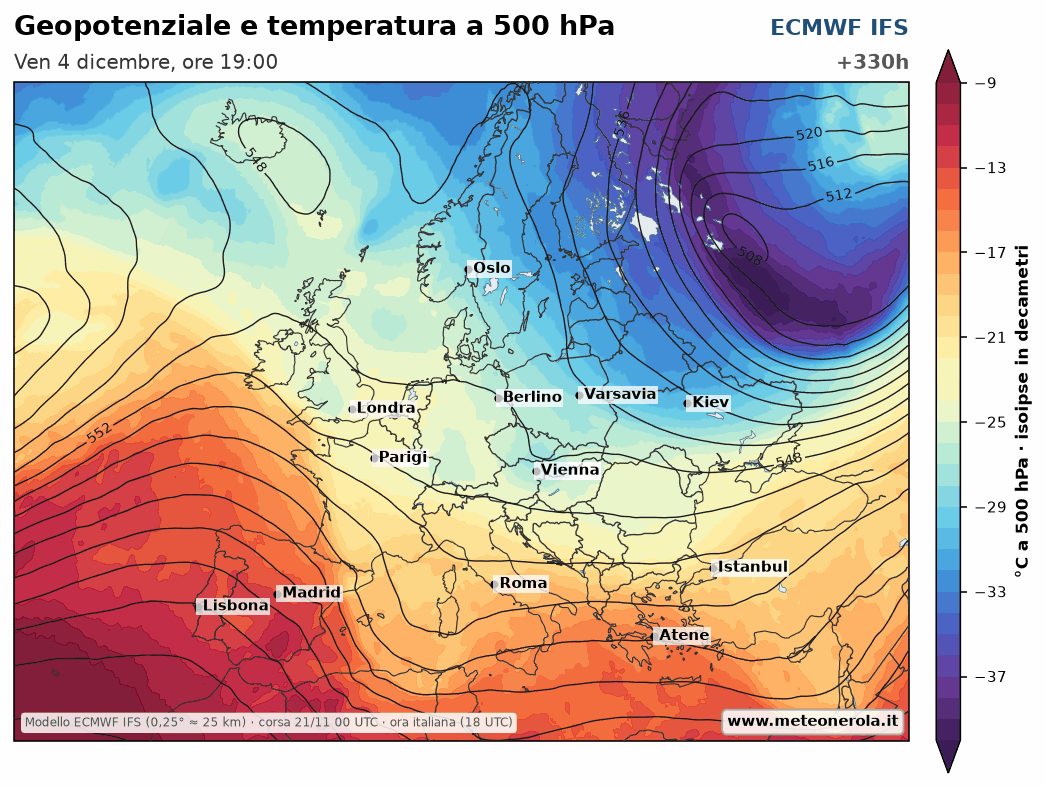 Geopotenziale e temperatura a 500 hPa
ECMWF IFS
Ven 4 dicembre, ore 19:00
+330h
548
536
520
516
512
508
552
548
Oslo
Berlino
Varsavia
Kiev
Londra
Parigi
Vienna
Istanbul
Roma
Madrid
Lisbona
Atene
Modello ECMWF IFS (0,25° ≈ 25 km) · corsa 21/11 00 UTC · ora italiana (18 UTC)
www.meteonerola.it
−9
−13
−17
−21
−25
−29
−33
−37
°C a 500 hPa · isoipse in decametri